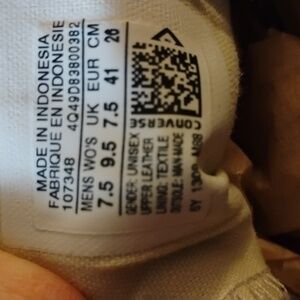 MADE IN INDONESIA
FABRIQUE EN INDONESIE
107348 4Q49D83800382
MENS WO'S UK EUR CM
7.5 9.5 7.5 41 26
GENDER: UNISEX
UPPER: LEATHER
LINING: TEXTILE
OUTSOLE: MAN-MADE
CONVERSE